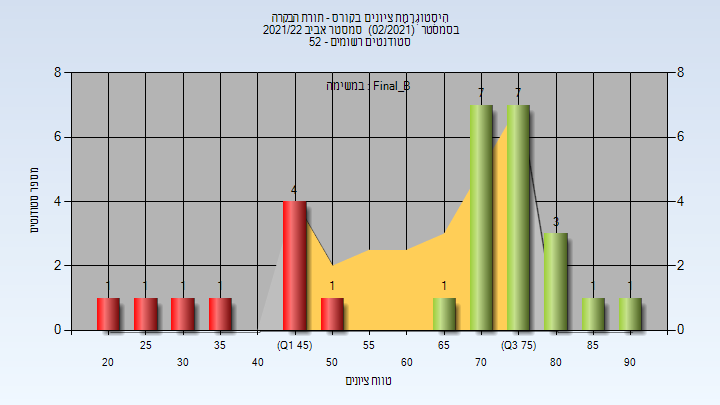 היסטוגרמת ציונים בקורס - תורת הבקרה
בסמסטר (02/2021) סמסטר אביב 2021/22
סטודנטים רשומים - 52
במשימה : Final_B
8 8
7 7
6 6
4
4 4
3
2 2
1 1 1 1 1 1 1 1
0 0
מספר סטודנטים
25 35 (Q1 45) 55 65 (Q3 75) 85
20 30 40 50 60 70 80 90
טווח ציונים